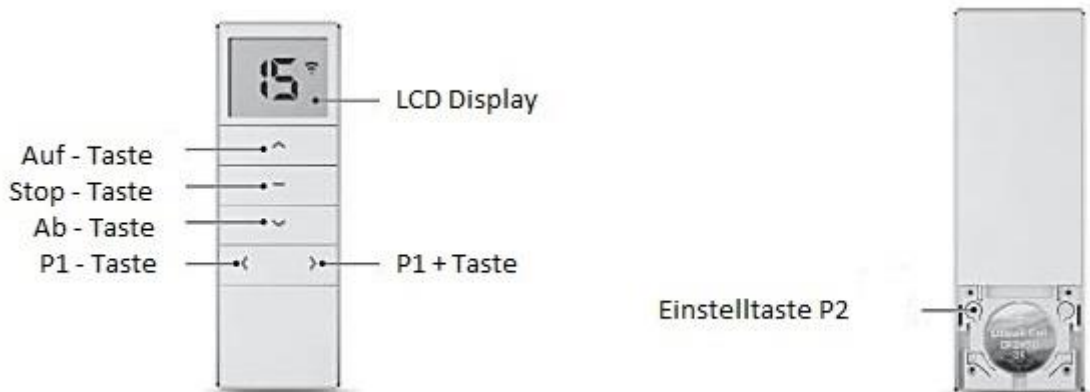 15
LCD Display
Auf - Taste
Stop - Taste
Ab - Taste
P1 - Taste
P1 + Taste
Einstelltaste P2